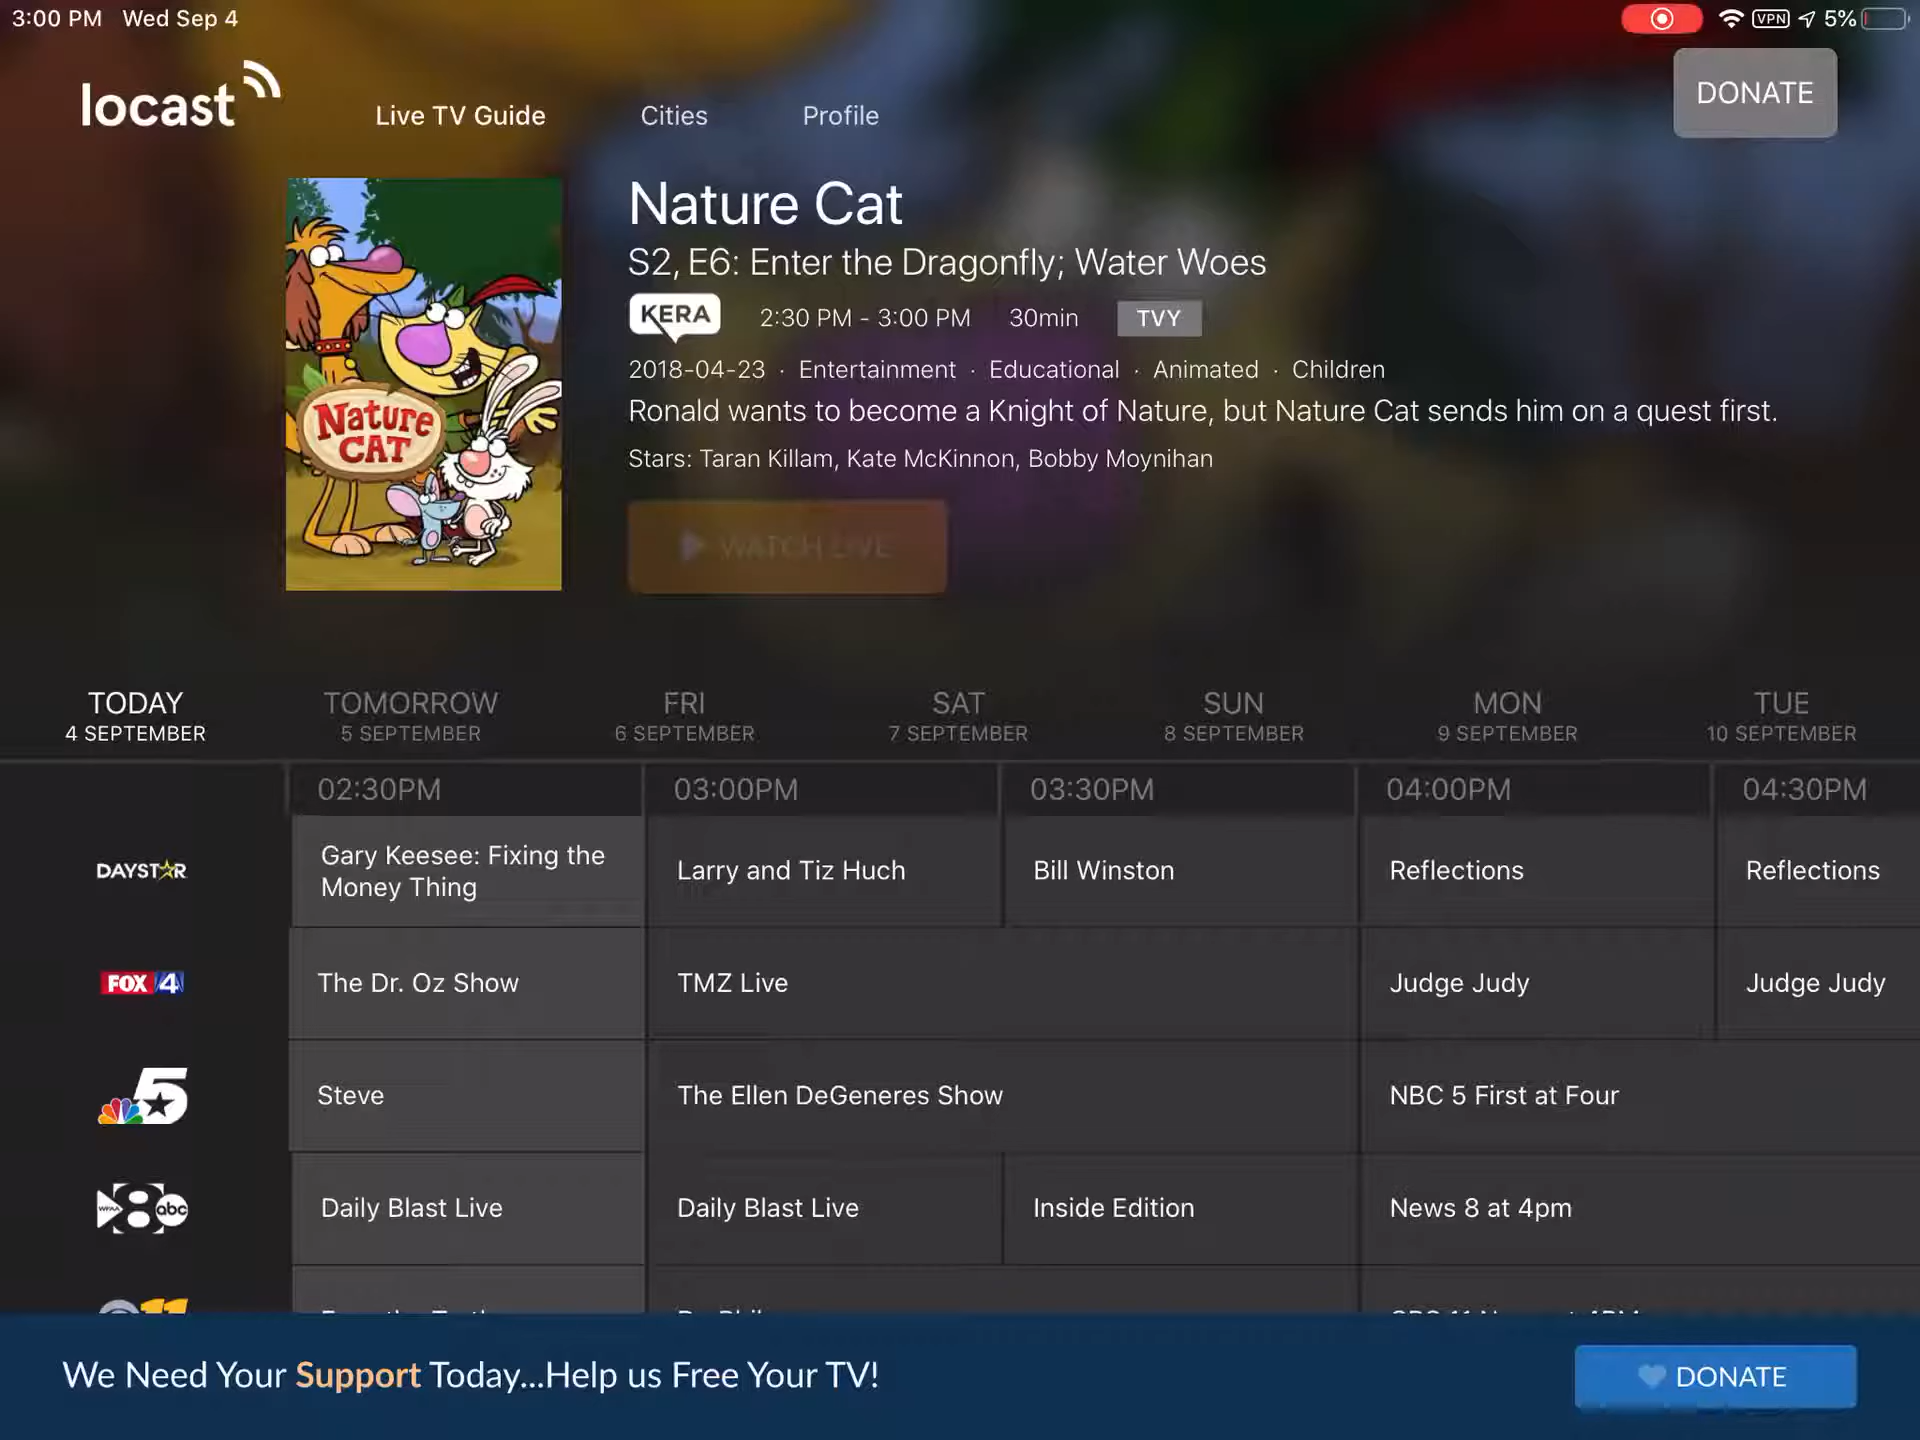 3:00 PM Wed Sep 4
VPN 5%
locast
Live TV Guide Cities Profile
DONATE
Nature Cat
S2, E6: Enter the Dragonfly; Water Woes
KERA 2:30 PM - 3:00 PM 30min TVY
2018-04-23 · Entertainment · Educational · Animated · Children
Ronald wants to become a Knight of Nature, but Nature Cat sends him on a quest first.
Stars: Taran Killam, Kate McKinnon, Bobby Moynihan
Nature
CAT
WATCH LIVE
TODAY TOMORROW FRI SAT SUN MON TUE
4 SEPTEMBER 5 SEPTEMBER 6 SEPTEMBER 7 SEPTEMBER 8 SEPTEMBER 9 SEPTEMBER 10 SEPTEMBER
02:30PM 03:00PM 03:30PM 04:00PM 04:30PM
DAYSTAR Gary Keesee: Fixing the
Money Thing Larry and Tiz Huch Bill Winston Reflections Reflections
FOX 4 The Dr. Oz Show TMZ Live Judge Judy Judge Judy
5 Steve The Ellen DeGeneres Show NBC 5 First at Four
WFAA 8 abc Daily Blast Live Daily Blast Live Inside Edition News 8 at 4pm
11
We Need Your Support Today...Help us Free Your TV!
DONATE